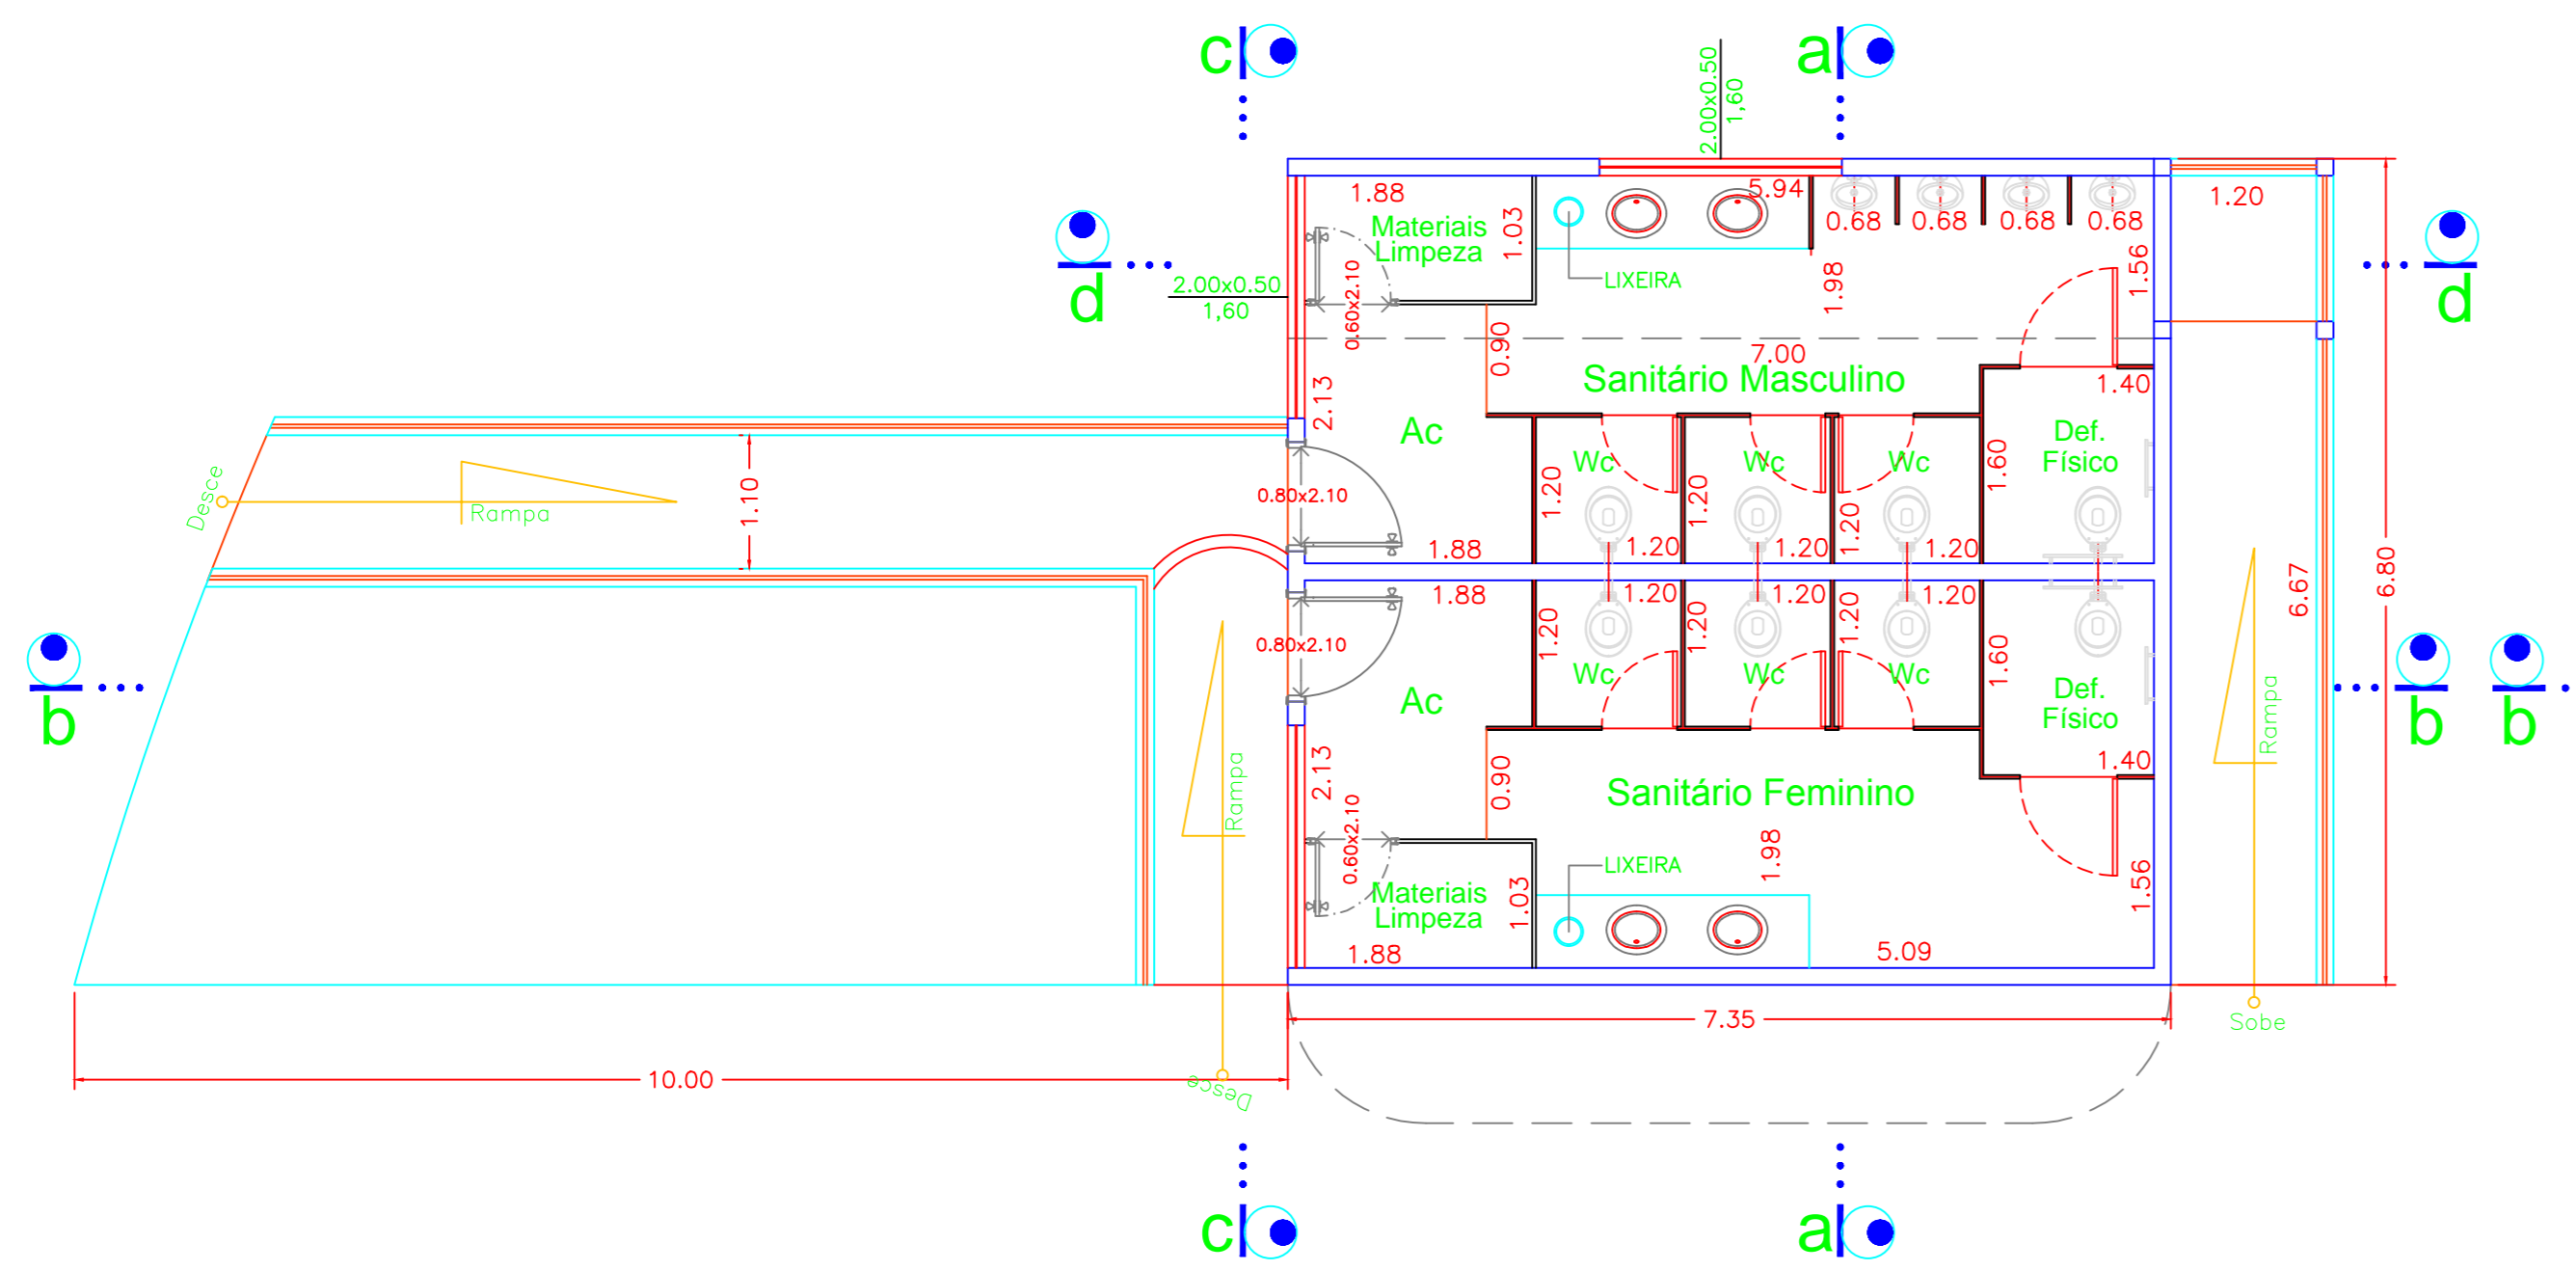 c
a
2.00x0.50
1,60
1.88
Materiais
Limpeza
1.03
5.94
0.68
0.68
0.68
0.68
1.20
LIXEIRA
1.98
1.56
d
2.00x0.50
1,60
0.60x2.10
d
0.90
7.00
Sanitário Masculino
1.40
2.13
Ac
Def.
Físico
Wc
Wc
Wc
1.60
Desce
Rampa
1.10
0.80x2.10
1.20
1.20
1.20
1.88
1.20
1.20
1.20
6.80
6.67
1.88
1.20
1.20
1.20
0.80x2.10
1.20
1.20
1.20
Wc
Wc
Wc
1.60
Def.
Físico
Rampa
b
b
b
Ac
1.40
Rampa
2.13
0.90
Sanitário Feminino
0.60x2.10
1.98
LIXEIRA
1.56
Materiais
Limpeza
1.03
1.88
5.09
7.35
Sobe
10.00
Desce
c
a